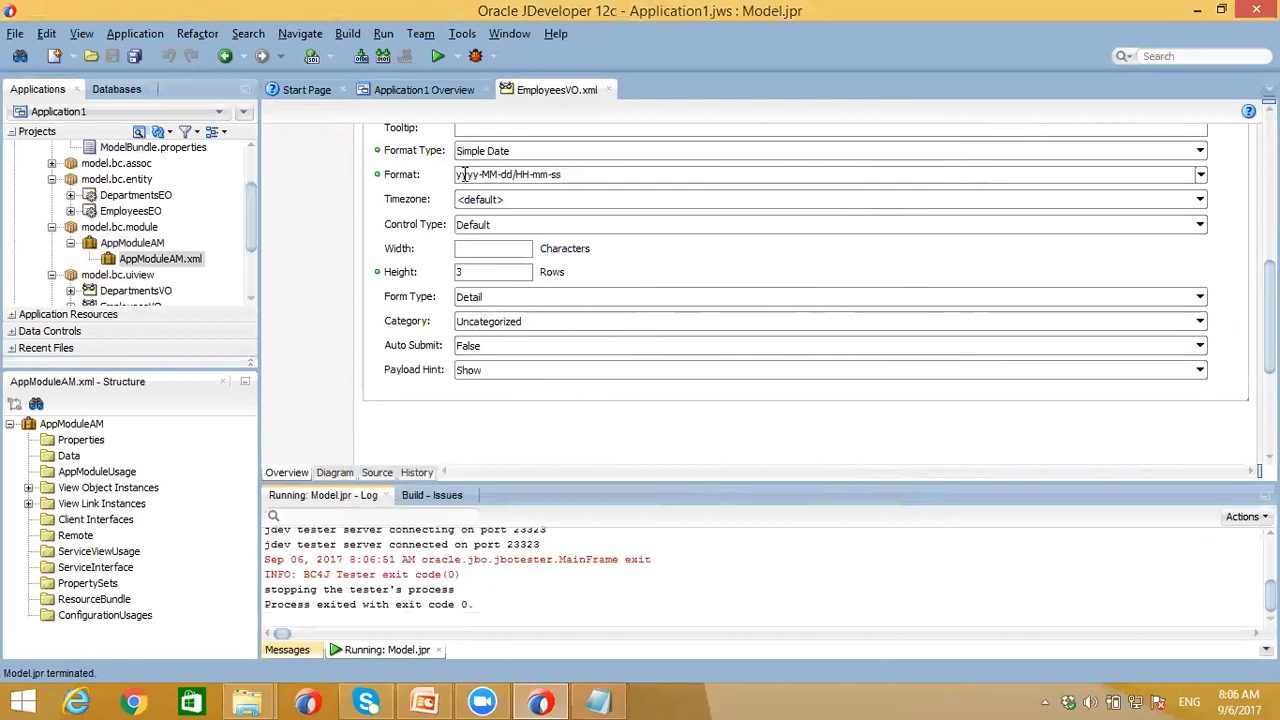 Oracle JDeveloper 12c - Application1.jws : Model.jpr
File Edit View Application Refactor Search Navigate Build Run Team Tools Window Help
Search
Applications Databases
Start Page Application1 Overview EmployeesVO.xml
Application1
Projects
ModelBundle.properties
model.bc.assoc
model.bc.entity
DepartmentsEO
EmployeesEO
model.bc.module
AppModuleAM
AppModuleAM.xml
model.bc.uiview
DepartmentsVO
EmployeesVO
Application Resources
Data Controls
Recent Files
AppModuleAM.xml - Structure
AppModuleAM
Properties
Data
AppModuleUsage
View Object Instances
View Link Instances
Client Interfaces
Remote
ServiceViewUsage
ServiceInterface
PropertySets
ResourceBundle
ConfigurationUsages
Tooltip:
Format Type: Simple Date
Format: yyyy-MM-dd/HH-mm-ss
Timezone: <default>
Control Type: Default
Width: Characters
Height: 3 Rows
Form Type: Detail
Category: Uncategorized
Auto Submit: False
Payload Hint: Show
Overview Diagram Source History
Running: Model.jpr - Log Build - Issues
Actions
jdev tester server connecting on port 23323
jdev tester server connected on port 23323
Sep 06, 2017 8:06:51 AM oracle.jbo.jbotester.MainFrame exit
INFO: BC4J Tester exit code(0)
stopping the tester's process
Process exited with exit code 0.
Messages Running: Model.jpr
Model.jpr terminated.
ENG
8:06 AM
9/6/2017